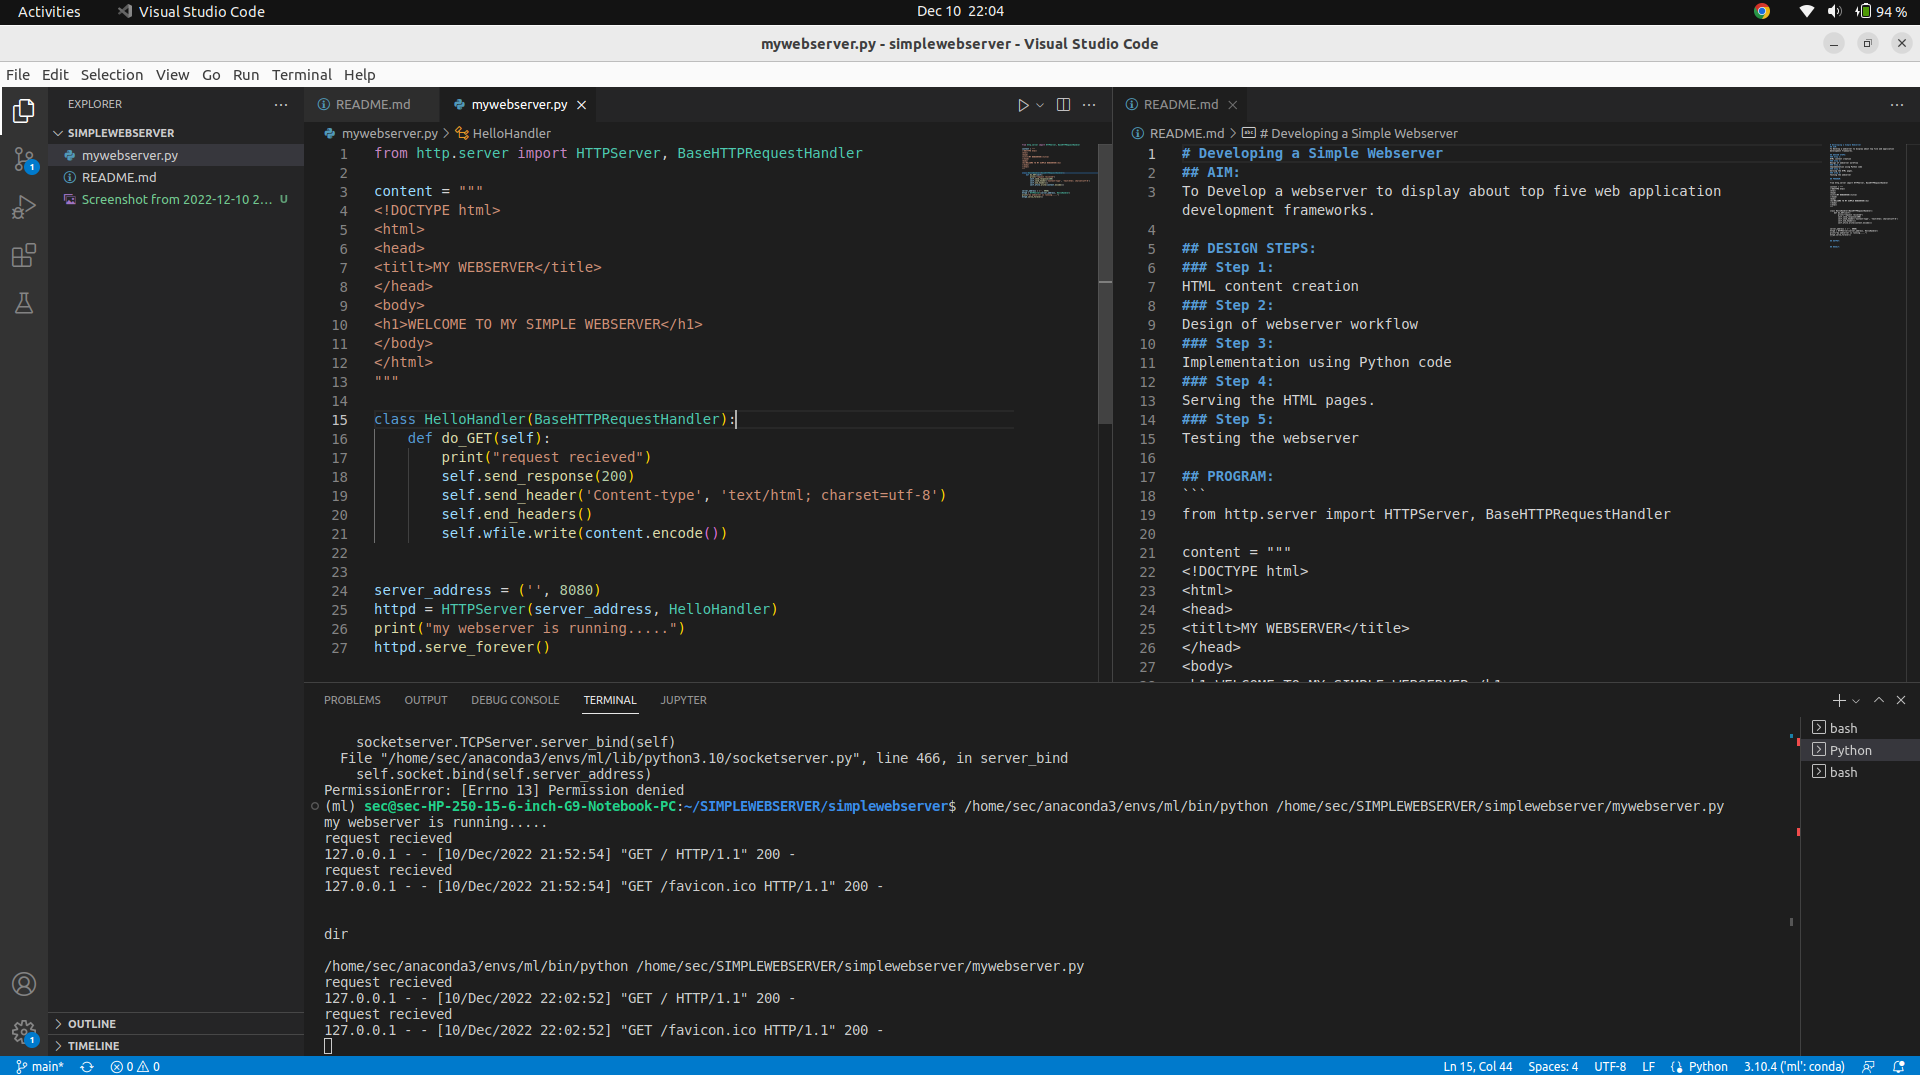 Activities
Visual Studio Code
Dec 10 22:04
94 %
mywebserver.py - simplewebserver - Visual Studio Code
File Edit Selection View Go Run Terminal Help
EXPLORER
SIMPLEWEBSERVER
mywebserver.py
README.md
Screenshot from 2022-12-10 2... U
OUTLINE
TIMELINE
1
1
README.md
mywebserver.py
mywebserver.py > HelloHandler
1 from http.server import HTTPServer, BaseHTTPRequestHandler
2
3 content = """
4 <!DOCTYPE html>
5 <html>
6 <head>
7 <titlt>MY WEBSERVER</title>
8 </head>
9 <body>
10 <h1>WELCOME TO MY SIMPLE WEBSERVER</h1>
11 </body>
12 </html>
13 """
14
15 class HelloHandler(BaseHTTPRequestHandler):
16 def do_GET(self):
17 print("request recieved")
18 self.send_response(200)
19 self.send_header('Content-type', 'text/html; charset=utf-8')
20 self.end_headers()
21 self.wfile.write(content.encode())
22
23
24 server_address = ('', 8080)
25 httpd = HTTPServer(server_address, HelloHandler)
26 print("my webserver is running.....")
27 httpd.serve_forever()
README.md
README.md > # Developing a Simple Webserver
1 # Developing a Simple Webserver
2 ## AIM:
3 To Develop a webserver to display about top five web application
development frameworks.
4
5 ## DESIGN STEPS:
6 ### Step 1:
7 HTML content creation
8 ### Step 2:
9 Design of webserver workflow
10 ### Step 3:
11 Implementation using Python code
12 ### Step 4:
13 Serving the HTML pages.
14 ### Step 5:
15 Testing the webserver
16
17 ## PROGRAM:
18 ```
19 from http.server import HTTPServer, BaseHTTPRequestHandler
20
21 content = """
22 <!DOCTYPE html>
23 <html>
24 <head>
25 <titlt>MY WEBSERVER</title>
26 </head>
27 <body>
PROBLEMS OUTPUT DEBUG CONSOLE TERMINAL JUPYTER
socketserver.TCPServer.server_bind(self)
File "/home/sec/anaconda3/envs/ml/lib/python3.10/socketserver.py", line 466, in server_bind
self.socket.bind(self.server_address)
PermissionError: [Errno 13] Permission denied
(ml) sec@sec-HP-250-15-6-inch-G9-Notebook-PC:~/SIMPLEWEBSERVER/simplewebserver$ /home/sec/anaconda3/envs/ml/bin/python /home/sec/SIMPLEWEBSERVER/simplewebserver/mywebserver.py
my webserver is running.....
request recieved
127.0.0.1 - - [10/Dec/2022 21:52:54] "GET / HTTP/1.1" 200 -
request recieved
127.0.0.1 - - [10/Dec/2022 21:52:54] "GET /favicon.ico HTTP/1.1" 200 -
dir
/home/sec/anaconda3/envs/ml/bin/python /home/sec/SIMPLEWEBSERVER/simplewebserver/mywebserver.py
request recieved
127.0.0.1 - - [10/Dec/2022 22:02:52] "GET / HTTP/1.1" 200 -
request recieved
127.0.0.1 - - [10/Dec/2022 22:02:52] "GET /favicon.ico HTTP/1.1" 200 -
bash
Python
bash
main*
0 0
Ln 15, Col 44
Spaces: 4
UTF-8
LF
Python
3.10.4 ('ml': conda)